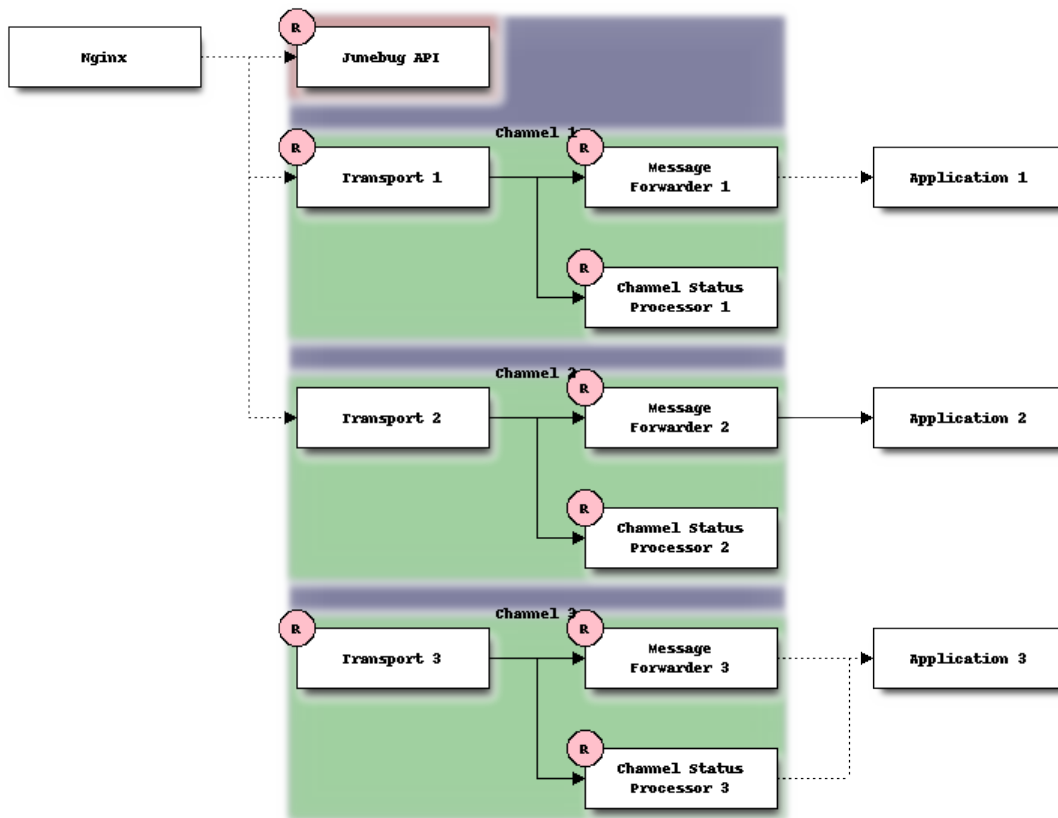 R
Nginx
Junebug API
Channel 1
R
R
Transport 1
Message
Forwarder 1
Application 1
R
Channel Status
Processor 1
Channel 2
R
Transport 2
Message
Forwarder 2
Application 2
R
Channel Status
Processor 2
Channel 3
R
R
Transport 3
Message
Forwarder 3
Application 3
R
Channel Status
Processor 3